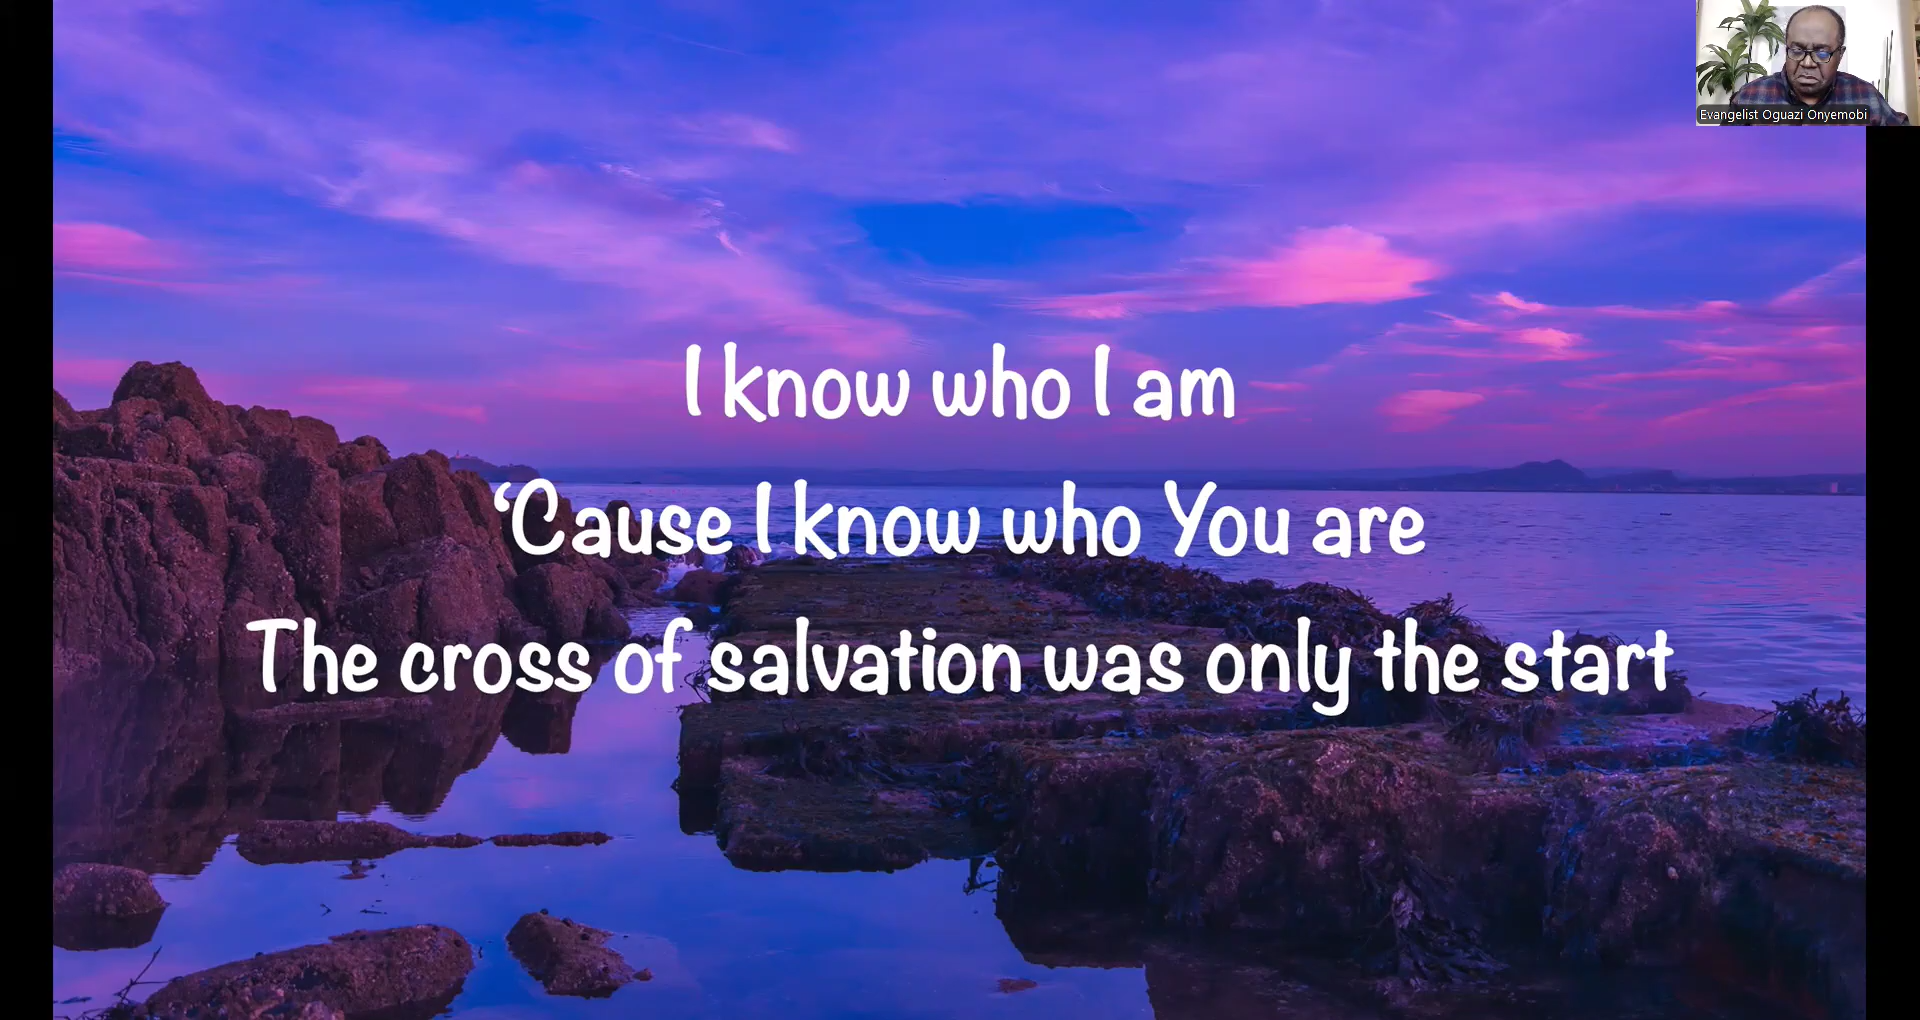 Evangelist Oguazi Onyemobi
I know who I am
‘Cause I know who You are
The cross of salvation was only the start